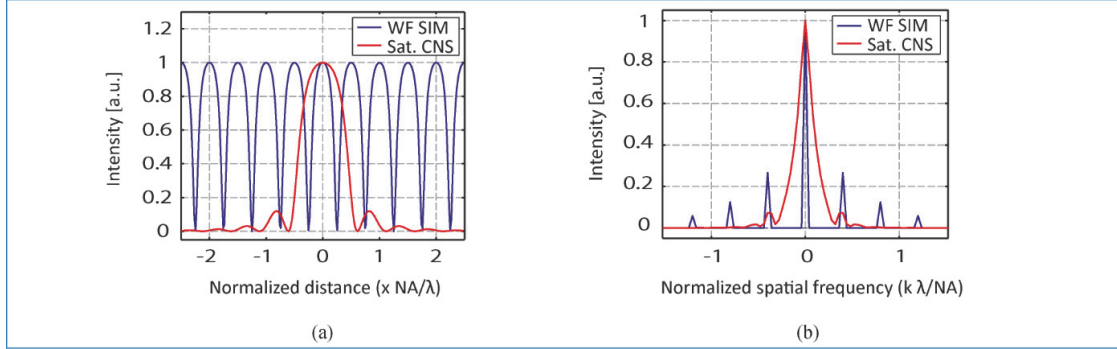 WF SIM
Sat. CNS
Intensity [a.u.]
1.2
1
0.8
0.6
0.4
0.2
0
-2
-1
0
1
2
Normalized distance (x NA/λ)
(a)
WF SIM
Sat. CNS
Intensity [a.u.]
1
0.8
0.6
0.4
0.2
0
-1
0
1
Normalized spatial frequency (k λ/NA)
(b)